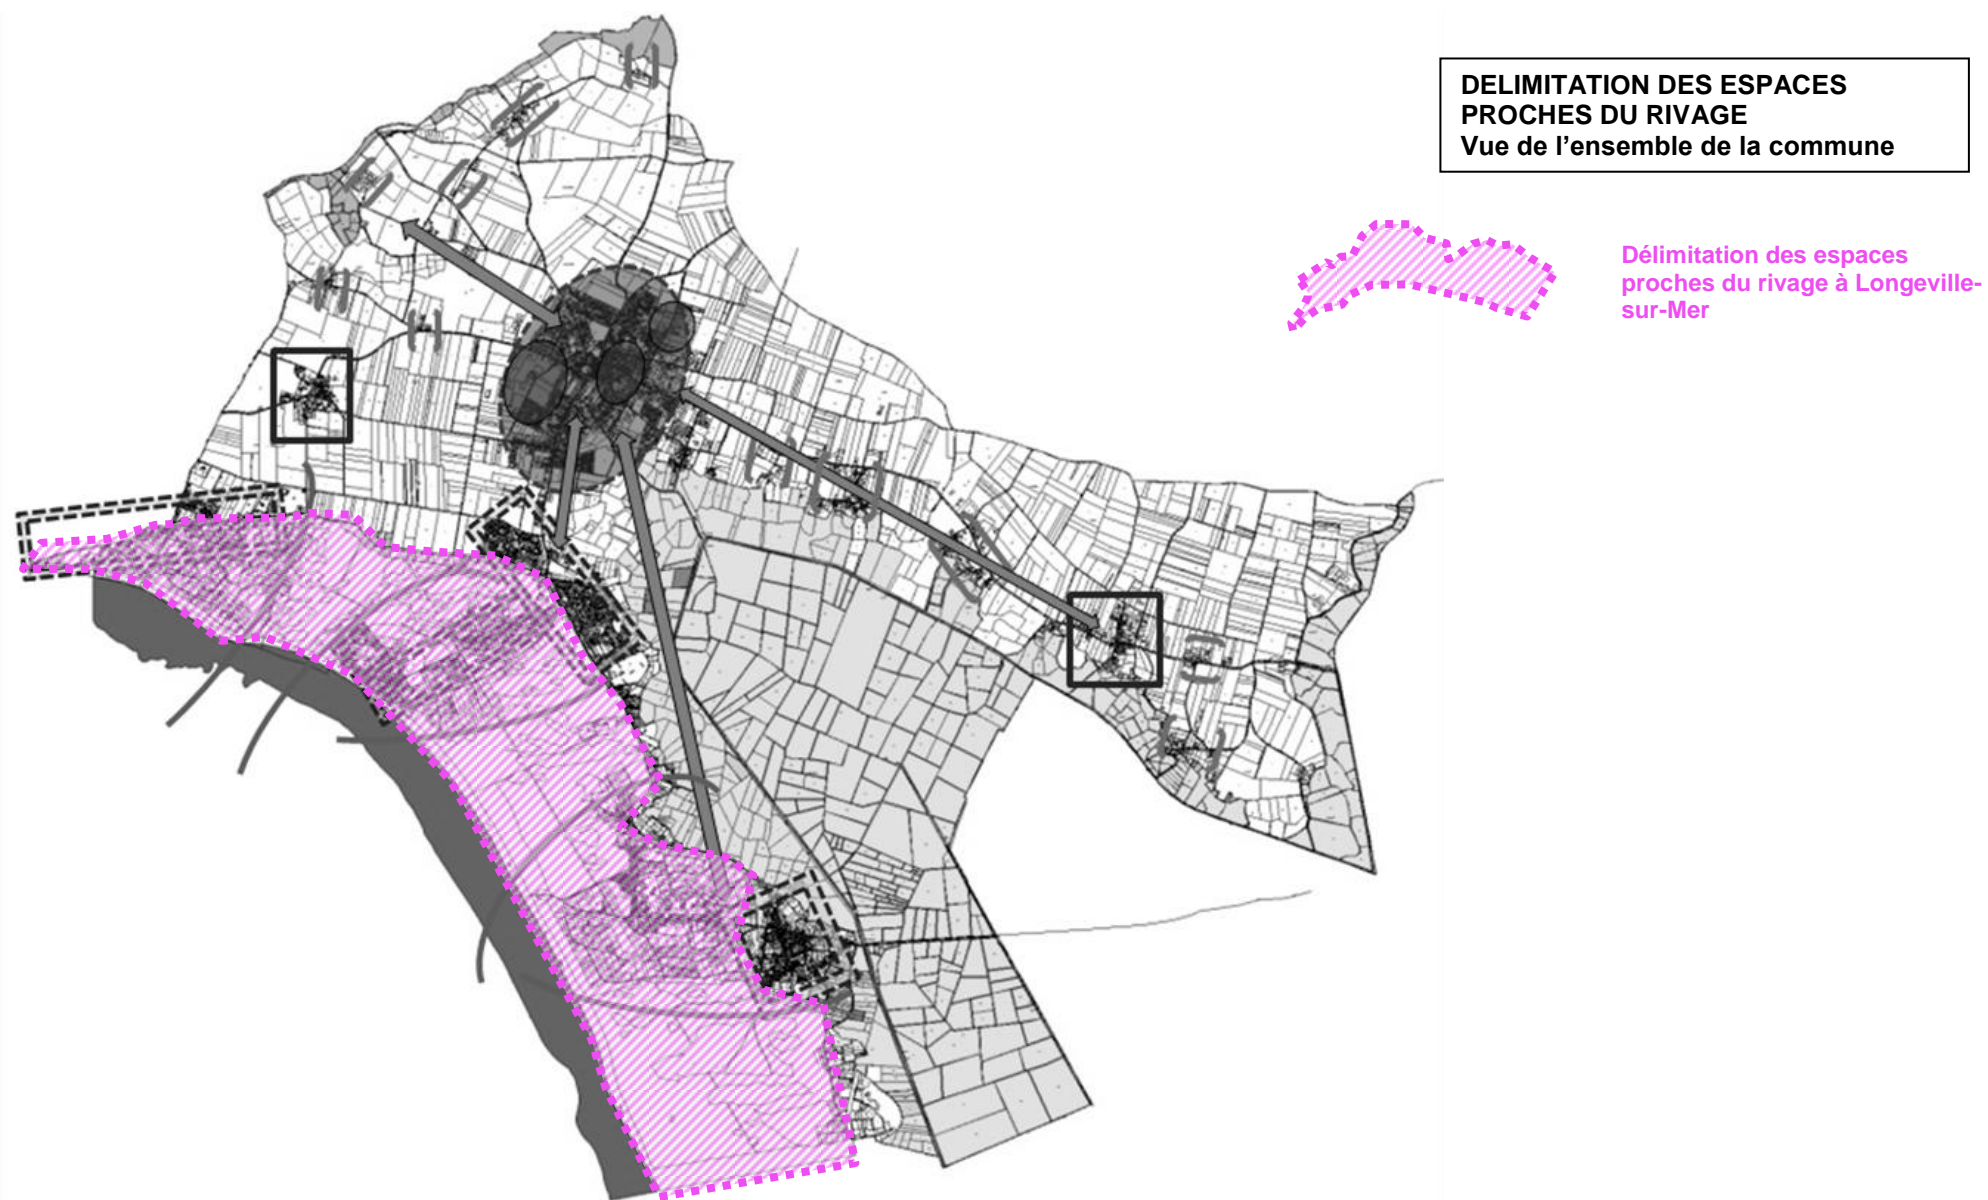 DELIMITATION DES ESPACES
PROCHES DU RIVAGE
Vue de l'ensemble de la commune
Délimitation des espaces
proches du rivage à Longeville-
sur-Mer